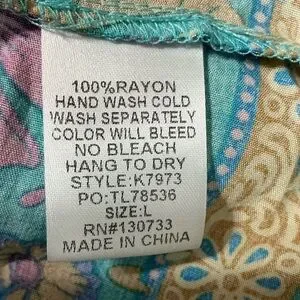 100%RAYON
HAND WASH COLD
WASH SEPARATELY
COLOR WILL BLEED
NO BLEACH
HANG TO DRY
STYLE:K7973
PO:TL78536
SIZE:L
RN#130733
MADE IN CHINA